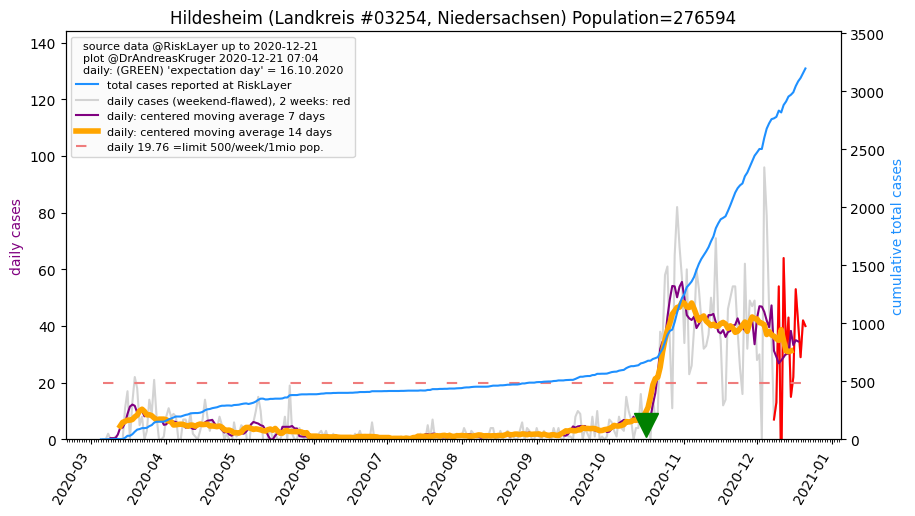 Hildesheim (Landkreis #03254, Niedersachsen) Population=276594
source data @RiskLayer up to 2020-12-21
plot @DrAndreasKruger 2020-12-21 07:04
daily: (GREEN) 'expectation day' = 16.10.2020
total cases reported at RiskLayer
daily cases (weekend-flawed), 2 weeks: red
daily: centered moving average 7 days
daily: centered moving average 14 days
daily 19.76 =limit 500/week/1mio pop.
daily cases
140
120
100
80
60
40
20
0
cumulative total cases
3500
3000
2500
2000
1500
1000
500
0
2020-03
2020-04
2020-05
2020-06
2020-07
2020-08
2020-09
2020-10
2020-11
2020-12
2021-01